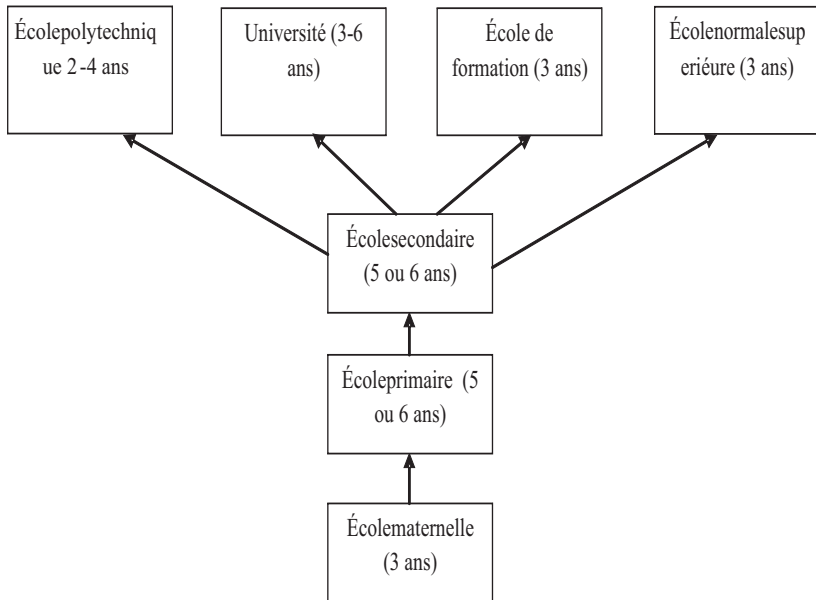 Écolepolytechniq
ue 2-4 ans
Université (3-6
ans)
École de
formation (3 ans)
Écolenormalesup
eriéure (3 ans)
Écolesecondaire
(5 ou 6 ans)
Écoleprimaire (5
ou 6 ans)
Écolematernelle
(3 ans)